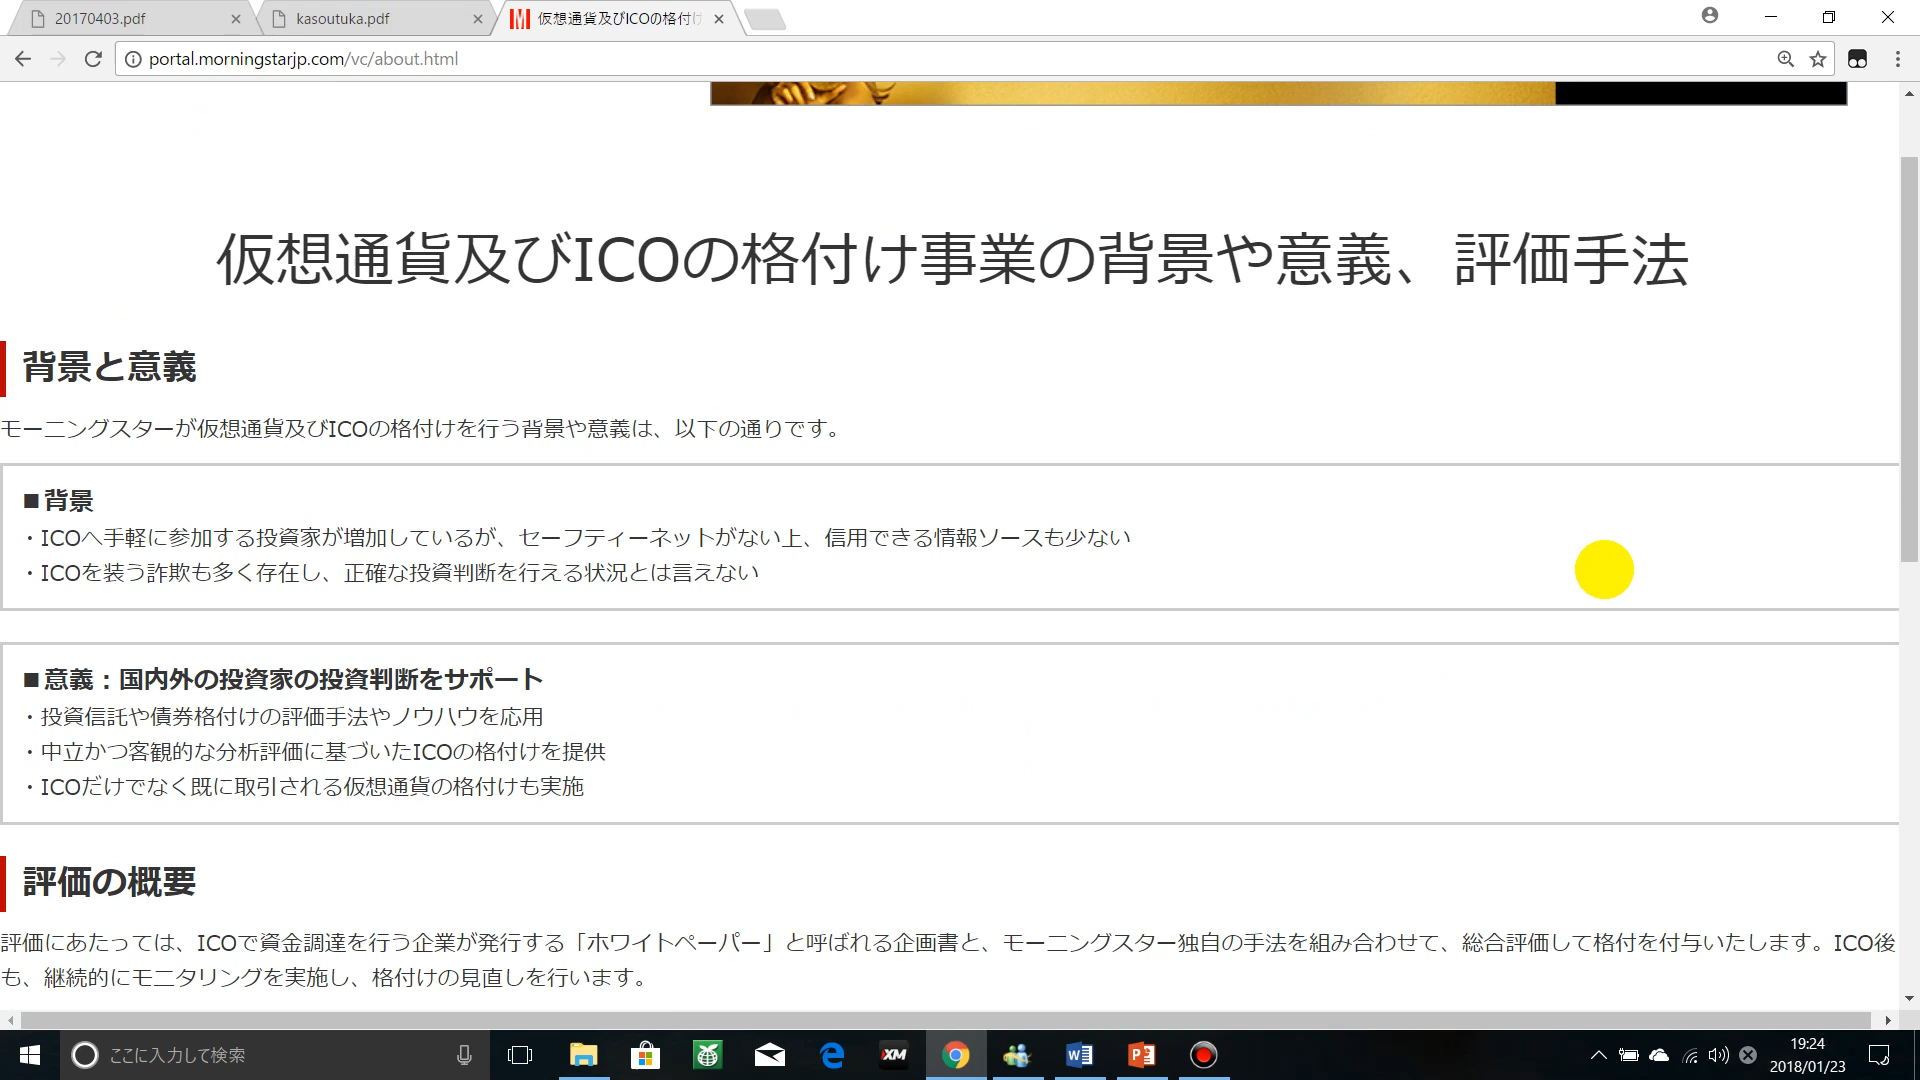 20170403.pdf
kasoutuka.pdf
仮想通貨及びICOの格付け
portal.morningstarjp.com/vc/about.html
仮想通貨及びICOの格付け事業の背景や意義、評価手法
背景と意義
モーニングスターが仮想通貨及びICOの格付けを行う背景や意義は、以下の通りです。
■背景
・ICOへ手軽に参加する投資家が増加しているが、セーフティーネットがない上、信用できる情報ソースも少ない
・ICOを装う詐欺も多く存在し、正確な投資判断を行える状況とは言えない
■意義：国内外の投資家の投資判断をサポート
・投資信託や債券格付けの評価手法やノウハウを応用
・中立かつ客観的な分析評価に基づいたICOの格付けを提供
・ICOだけでなく既に取引される仮想通貨の格付けも実施
評価の概要
評価にあたっては、ICOで資金調達を行う企業が発行する「ホワイトペーパー」と呼ばれる企画書と、モーニングスター独自の手法を組み合わせて、総合評価して格付を付与いたします。ICO後
も、継続的にモニタリングを実施し、格付けの見直しを行います。
ここに入力して検索
XM
19:24
2018/01/23